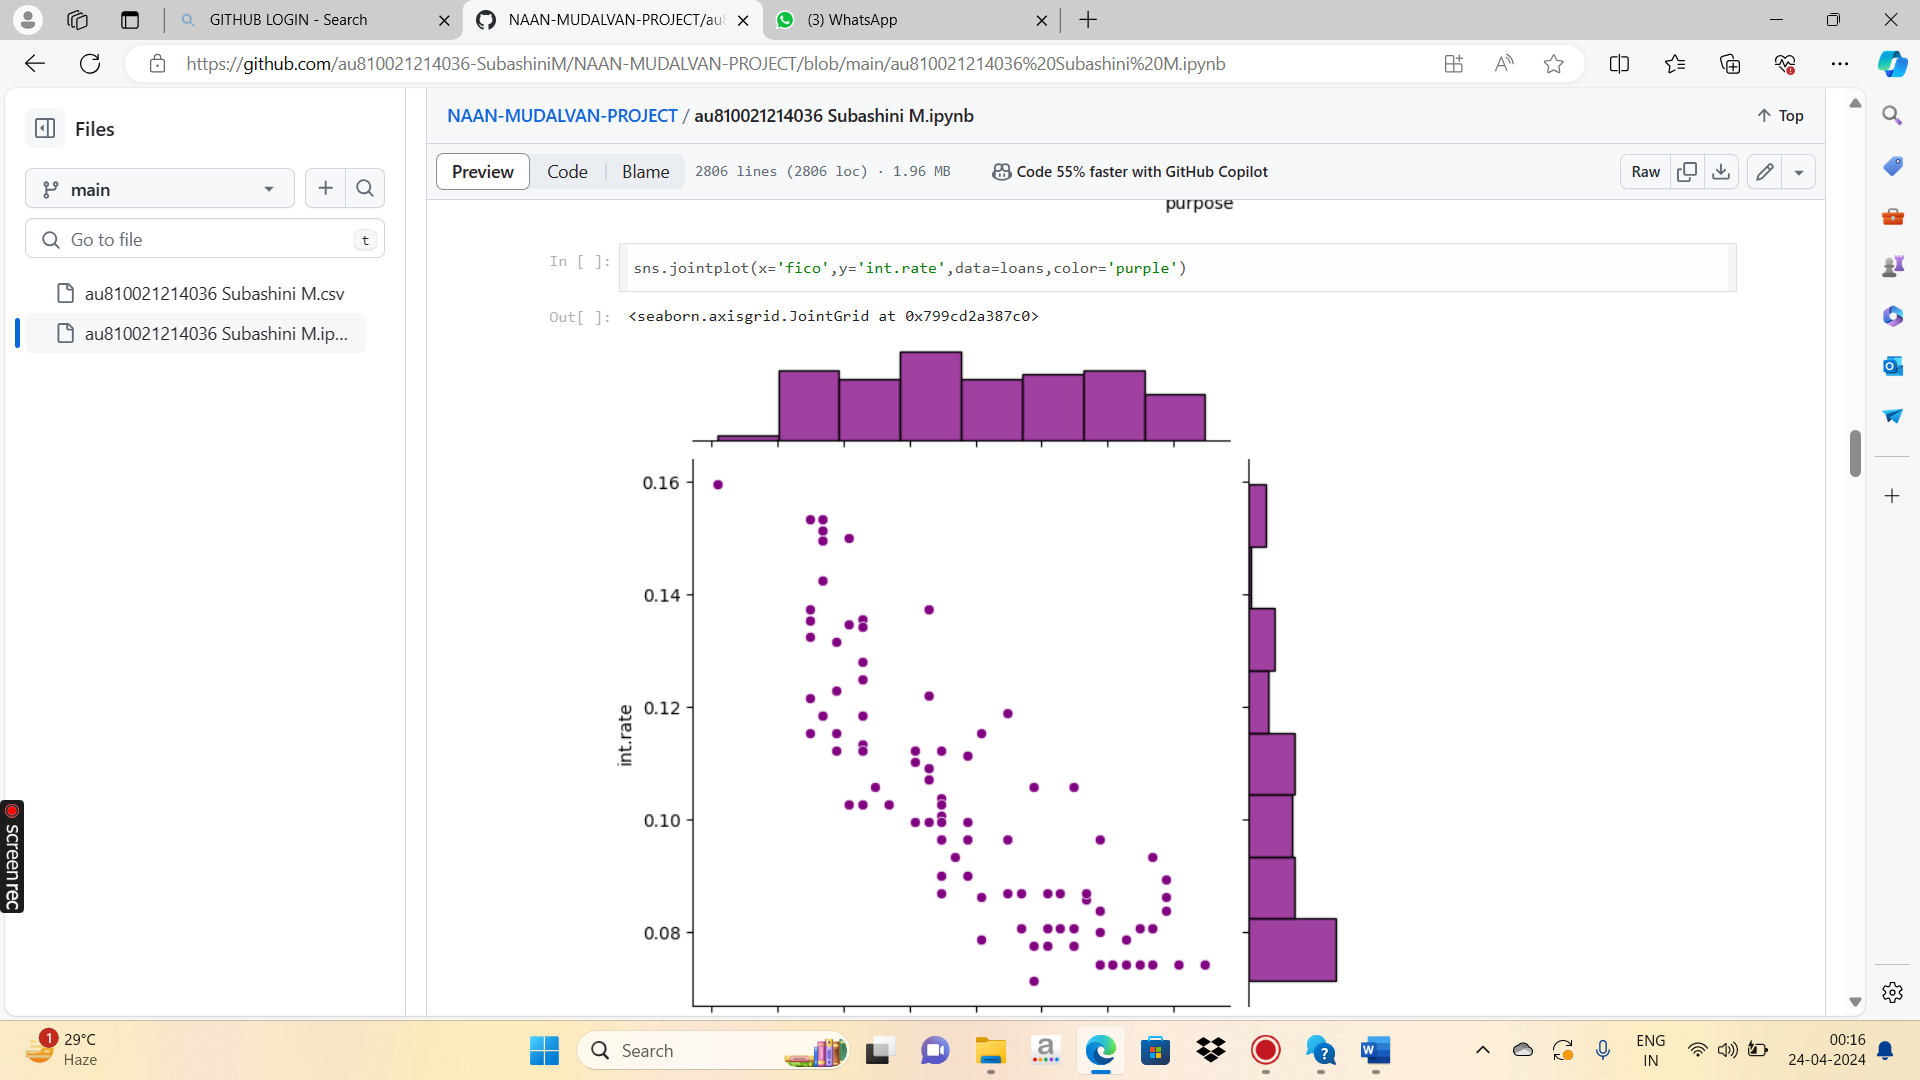 GITHUB LOGIN - Search
NAAN-MUDALVAN-PROJECT/au8
(3) WhatsApp
https://github.com/au810021214036-SubashiniM/NAAN-MUDALVAN-PROJECT/blob/main/au810021214036%20Subashini%20M.ipynb
Files
main
Go to file
t
au810021214036 Subashini M.csv
au810021214036 Subashini M.ip...
NAAN-MUDALVAN-PROJECT / au810021214036 Subashini M.ipynb
Top
Preview
Code
Blame
2806 lines (2806 loc) · 1.96 MB
Code 55% faster with GitHub Copilot
Raw
purpose
In [ ]:
sns.jointplot(x='fico',y='int.rate',data=loans,color='purple')
Out[ ]:
<seaborn.axisgrid.JointGrid at 0x799cd2a387c0>
0.16
0.14
0.12
0.10
0.08
int.rate
screenrec
1
29°C
Haze
Search
a
ENG
IN
00:16
24-04-2024